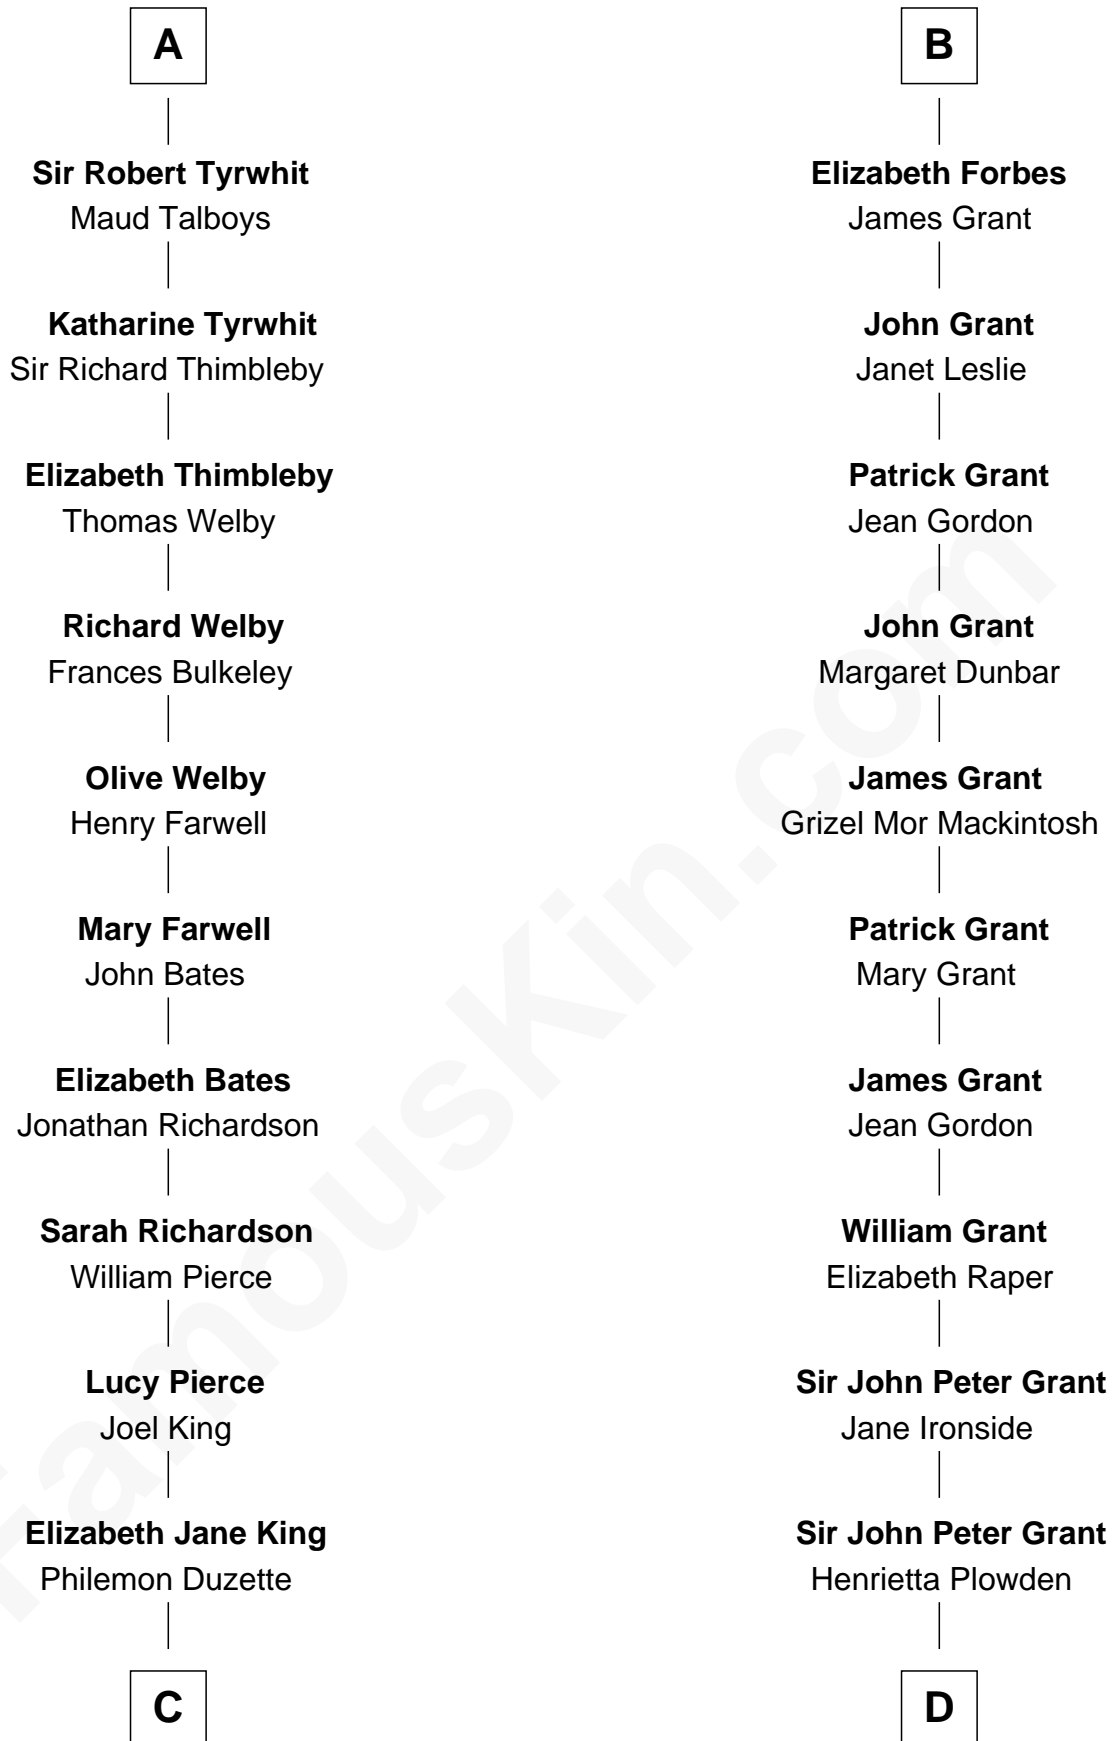 A
Sir Robert Tyrwhit
Maud Talboys
Katharine Tyrwhit
Sir Richard Thimbleby
Elizabeth Thimbleby
Thomas Welby
Richard Welby
Frances Bulkeley
Olive Welby
Henry Farwell
Mary Farwell
John Bates
Elizabeth Bates
Jonathan Richardson
Sarah Richardson
William Pierce
Lucy Pierce
Joel King
Elizabeth Jane King
Philemon Duzette
C
B
Elizabeth Forbes
James Grant
John Grant
Janet Leslie
Patrick Grant
Jean Gordon
John Grant
Margaret Dunbar
James Grant
Grizel Mor Mackintosh
Patrick Grant
Mary Grant
James Grant
Jean Gordon
William Grant
Elizabeth Raper
Sir John Peter Grant
Jane Ironside
Sir John Peter Grant
Henrietta Plowden
D
FamousKin.com